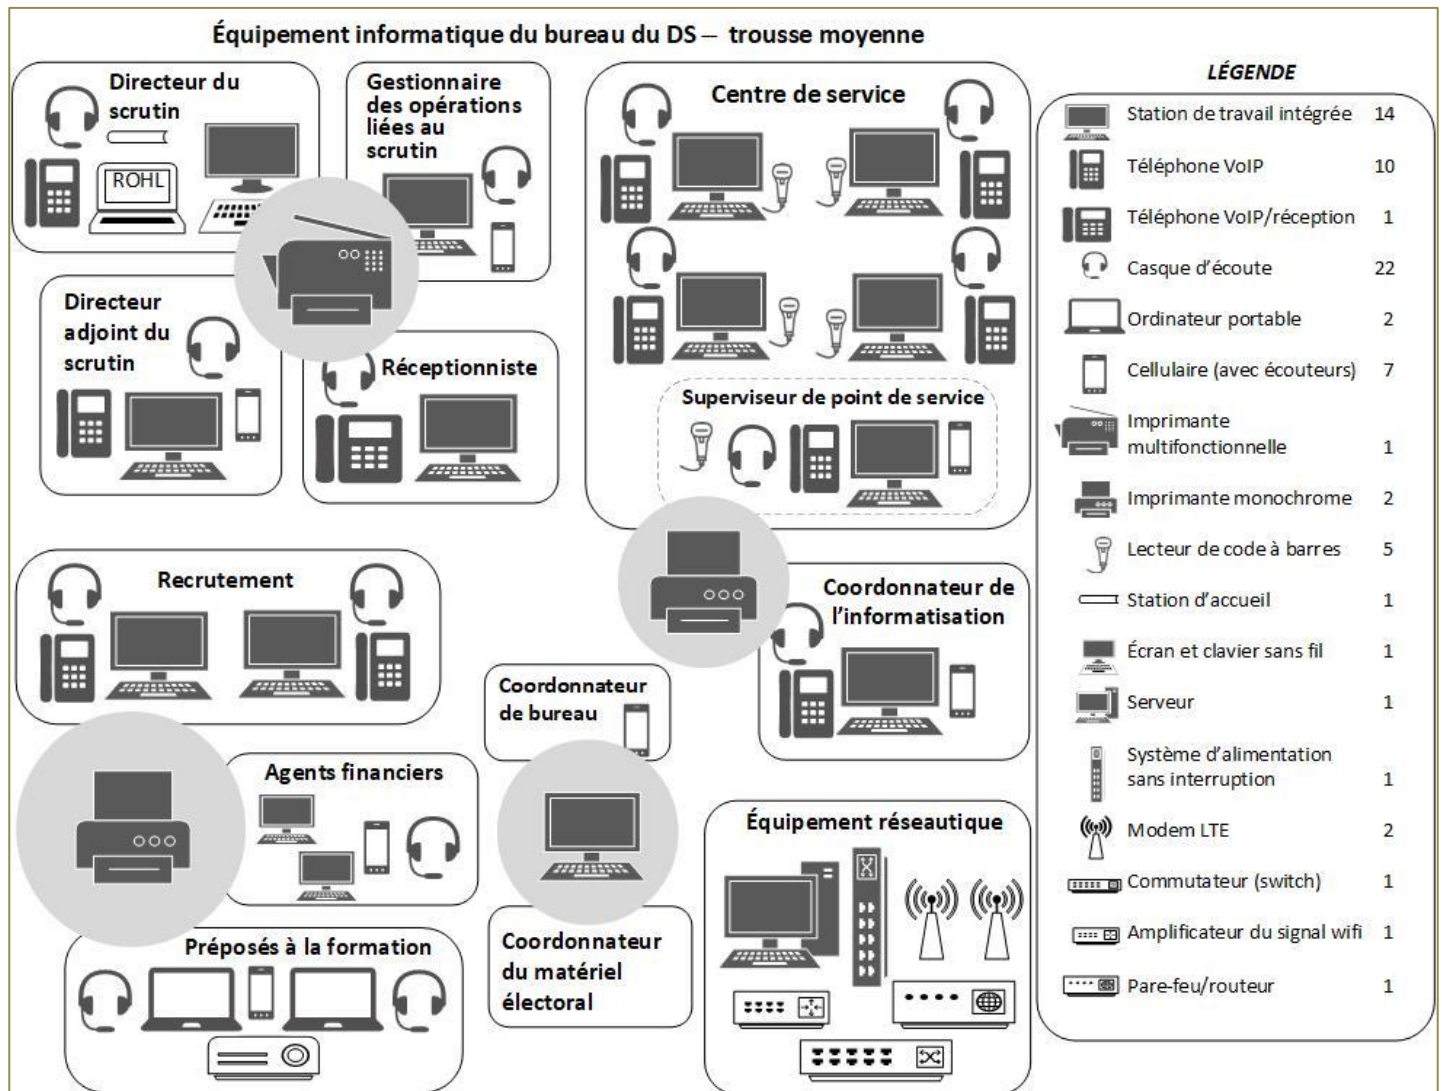 Équipement informatique du bureau du DS – trousse moyenne
Directeur du
scrutin
ROHL
Gestionnaire
des opérations
liées au
scrutin
Directeur
adjoint du
scrutin
Réceptionniste
Centre de service
Superviseur de point de service
Recrutement
Coordonnateur de
l'informatisation
Coordonnateur
de bureau
Agents financiers
Préposés à la formation
Coordonnateur
du matériel
électoral
Équipement réseautique
LÉGENDE
Station de travail intégrée 14
Téléphone VoIP 10
Téléphone VoIP/réception 1
Casque d'écoute 22
Ordinateur portable 2
Cellulaire (avec écouteurs) 7
Imprimante
multifonctionnelle 1
Imprimante monochrome 2
Lecteur de code à barres 5
Station d'accueil 1
Écran et clavier sans fil 1
Serveur 1
Système d'alimentation
sans interruption 1
Modem LTE 2
Commutateur (switch) 1
Amplificateur du signal wifi 1
Pare-feu/routeur 1